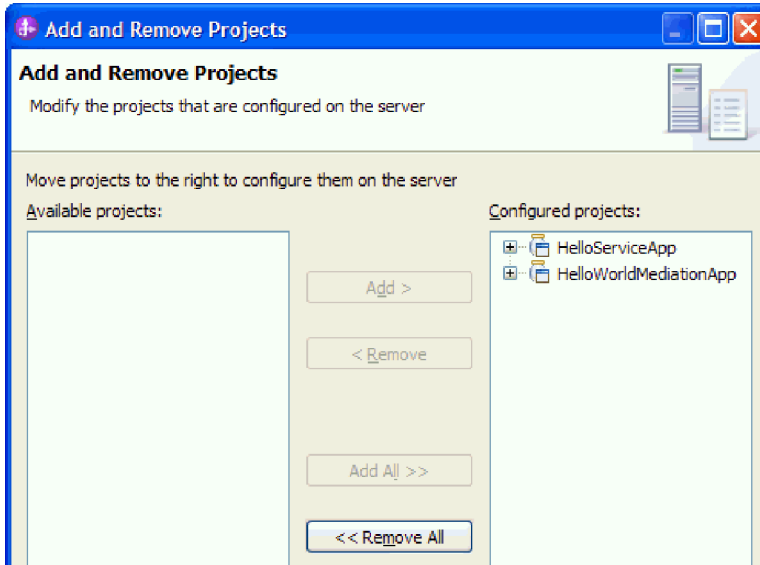 Add and Remove Projects
Add and Remove Projects
Modify the projects that are configured on the server
Move projects to the right to configure them on the server
Available projects:
Configured projects:
HelloServiceApp
HelloWorldMediationApp
Add >
< Remove
Add All >>
<< Remove All